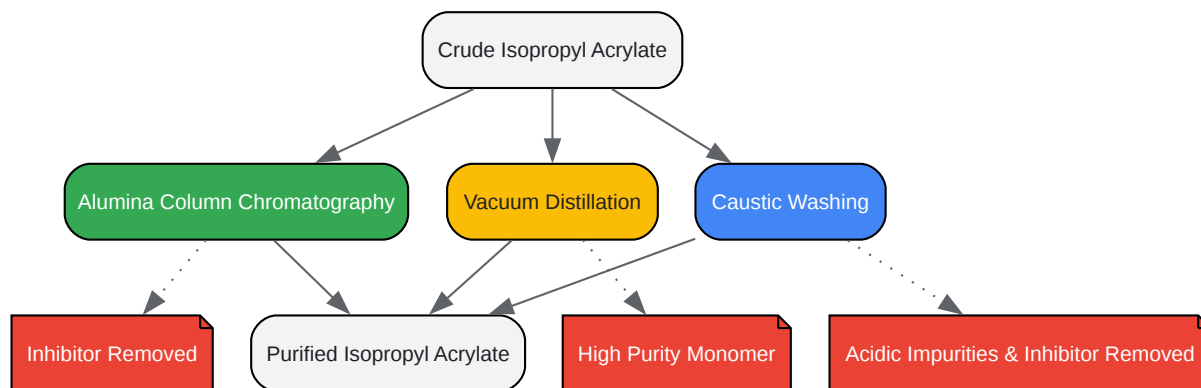 Crude Isopropyl Acrylate
Alumina Column Chromatography
Vacuum Distillation
Caustic Washing
Inhibitor Removed
Purified Isopropyl Acrylate
High Purity Monomer
Acidic Impurities & Inhibitor Removed